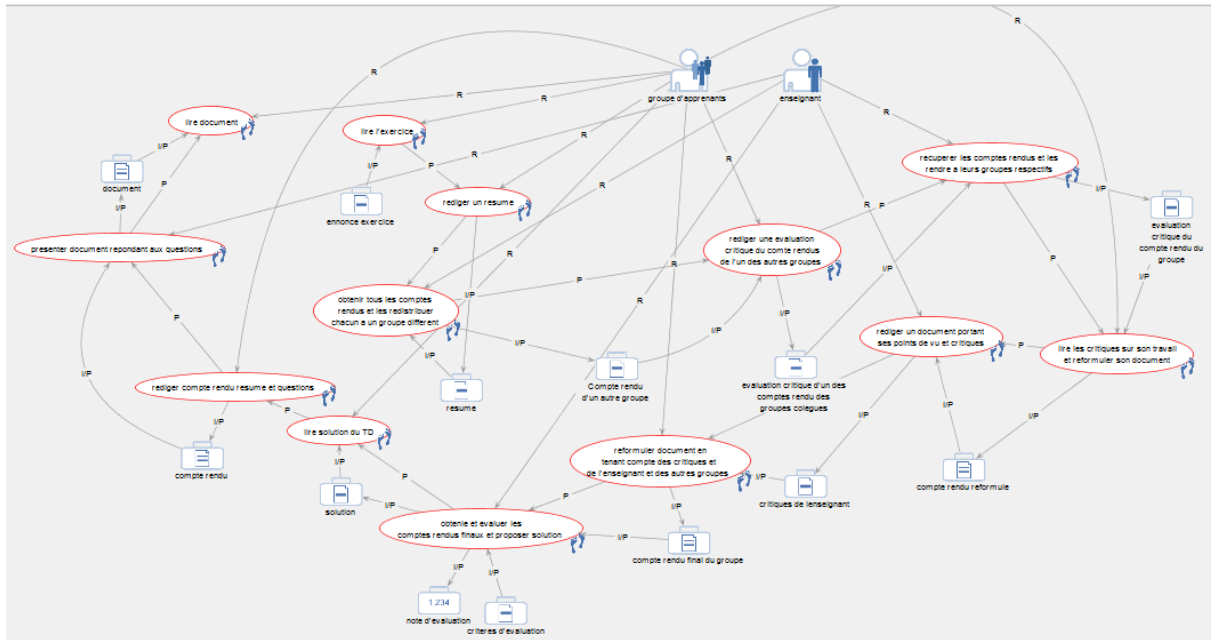 R
R
groupe d'apprenants
enseignant
R
R
R
R
lire document
lire l'exercice
R
R
R
I/P
I/P
P
recuperer les comptes rendus et les
rendre a leurs groupes respectifs
document
P
R
R
I/P
rediger un resume
ennonce exercice
I/P
R
P
evaluation
critique du
compte rendu du
groupe
presenter document repondant aux questions
P
rediger une evaluation
critique du comte rendus
de l'un des autres groupes
P
I/P
P
I/P
R
obtenir tous les comptes
rendus et les redistribuer
chacun a un groupe different
P
I/P
I/P
I/P
I/P
rediger un document portant
ses points de vu et critiques
P
lire les critiques sur son travail
et reformuler son document
I/P
I/P
rediger compte rendu resume et questions
resume
Compte rendu
d'un autre groupe
evaluation critique d'un des
comptes rendu des
groupes colegues
P
I/P
lire solution du TD
I/P
I/P
I/P
reformuler document en
tenant compte des critiques et
de l'enseignant et des autres groupes
compte rendu
I/P
P
I/P
compte rendu reformule
solution
P
critiques de lenseignant
I/P
obtenie et evaluer les
comptes rendus finaux et proposer solution
I/P
I/P
compte rendu final du groupe
I/P
I/P
1.234
note d'evaluation
criteres d'evaluation